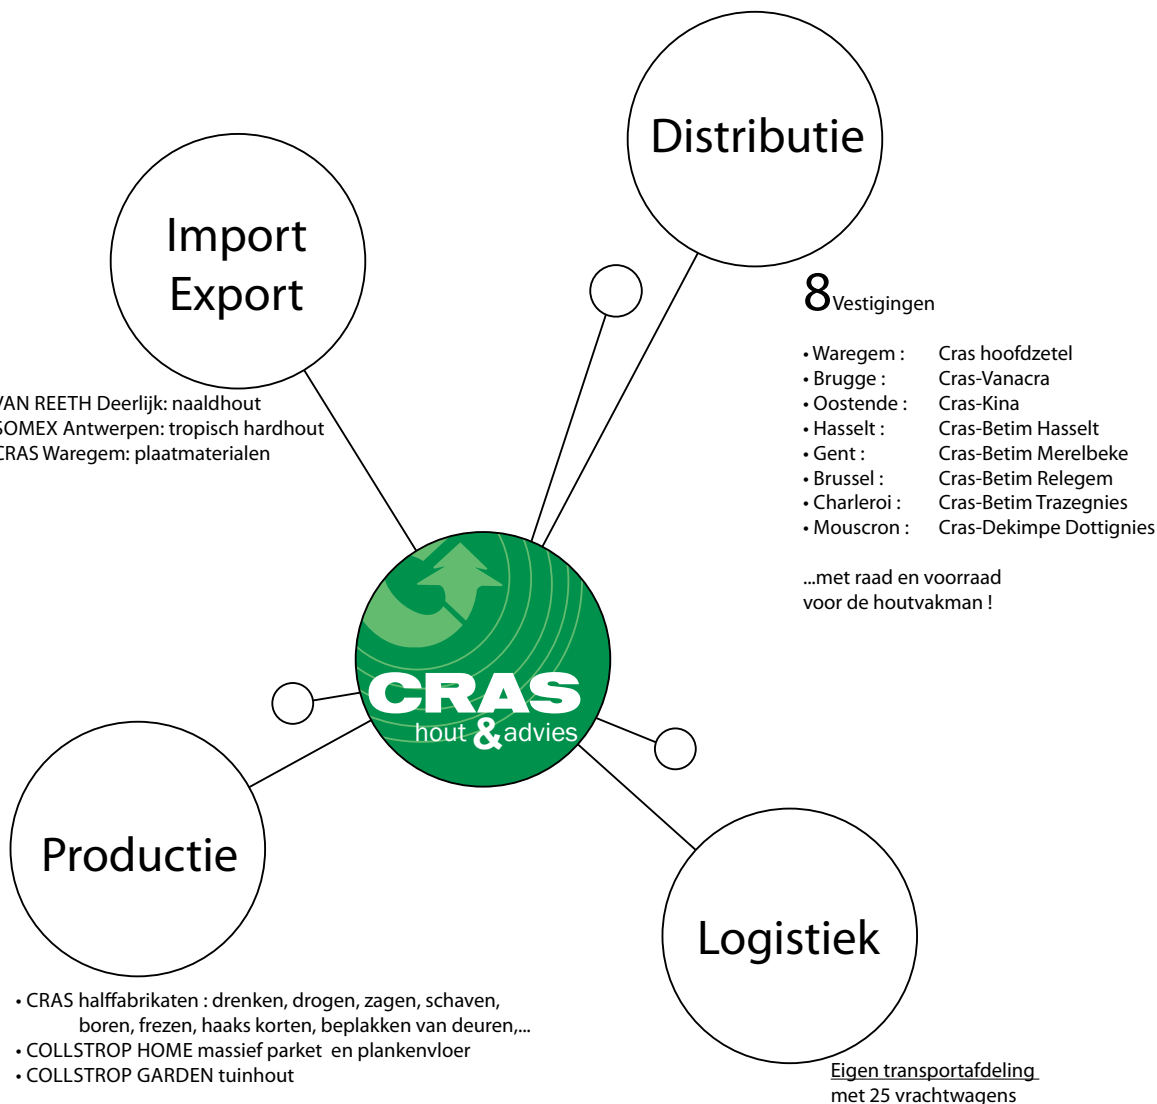 Distributie
Import
Export
8 Vestigingen
• Waregem : Cras hoofdzetel
• Brugge : Cras-Vanacra
• Oostende : Cras-Kina
• Hasselt : Cras-Betim Hasselt
• Gent : Cras-Betim Merelbeke
• Brussel : Cras-Betim Relegem
• Charleroi : Cras-Betim Trazegnies
• Mouscron : Cras-Dekimpe Dottignies
...met raad en voorraad
voor de houtvakman !
VAN REETH Deerlijk: naaldhout
SOMEX Antwerpen: tropisch hardhout
CRAS Waregem: plaatmaterialen
CRAS
hout & advies
Productie
• CRAS halffabrikaten : drenken, drogen, zagen, schaven,
boren, frezen, haaks korten, beplakken van deuren,...
• COLLSTROP HOME massief parket en plankenvloer
• COLLSTROP GARDEN tuinhout
Logistiek
Eigen transportafdeling
met 25 vrachtwagens